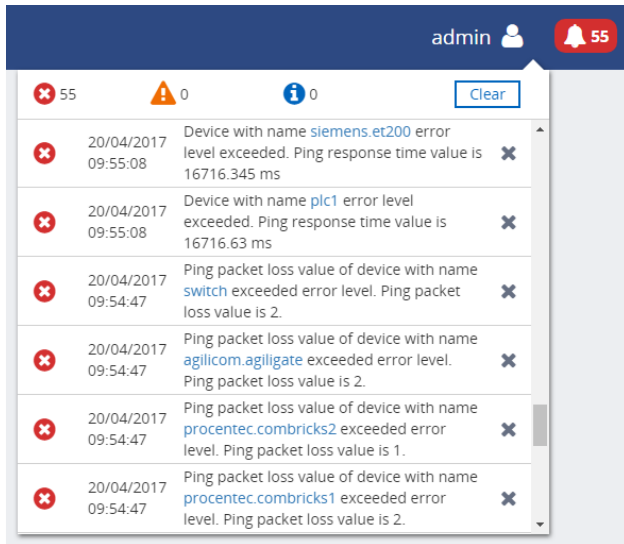 admin 55
55 0 0 Clear
20/04/2017 09:55:08
Device with name siemens.et200 error
level exceeded. Ping response time value is
16716.345 ms
20/04/2017 09:55:08
Device with name plc1 error level
exceeded. Ping response time value is
16716.63 ms
20/04/2017 09:54:47
Ping packet loss value of device with name
switch exceeded error level. Ping packet
loss value is 2.
20/04/2017 09:54:47
Ping packet loss value of device with name
agilicom.agiligate exceeded error level.
Ping packet loss value is 2.
20/04/2017 09:54:47
Ping packet loss value of device with name
procentec.combricks2 exceeded error
level. Ping packet loss value is 1.
20/04/2017 09:54:47
Ping packet loss value of device with name
procentec.combricks1 exceeded error
level. Ping packet loss value is 2.